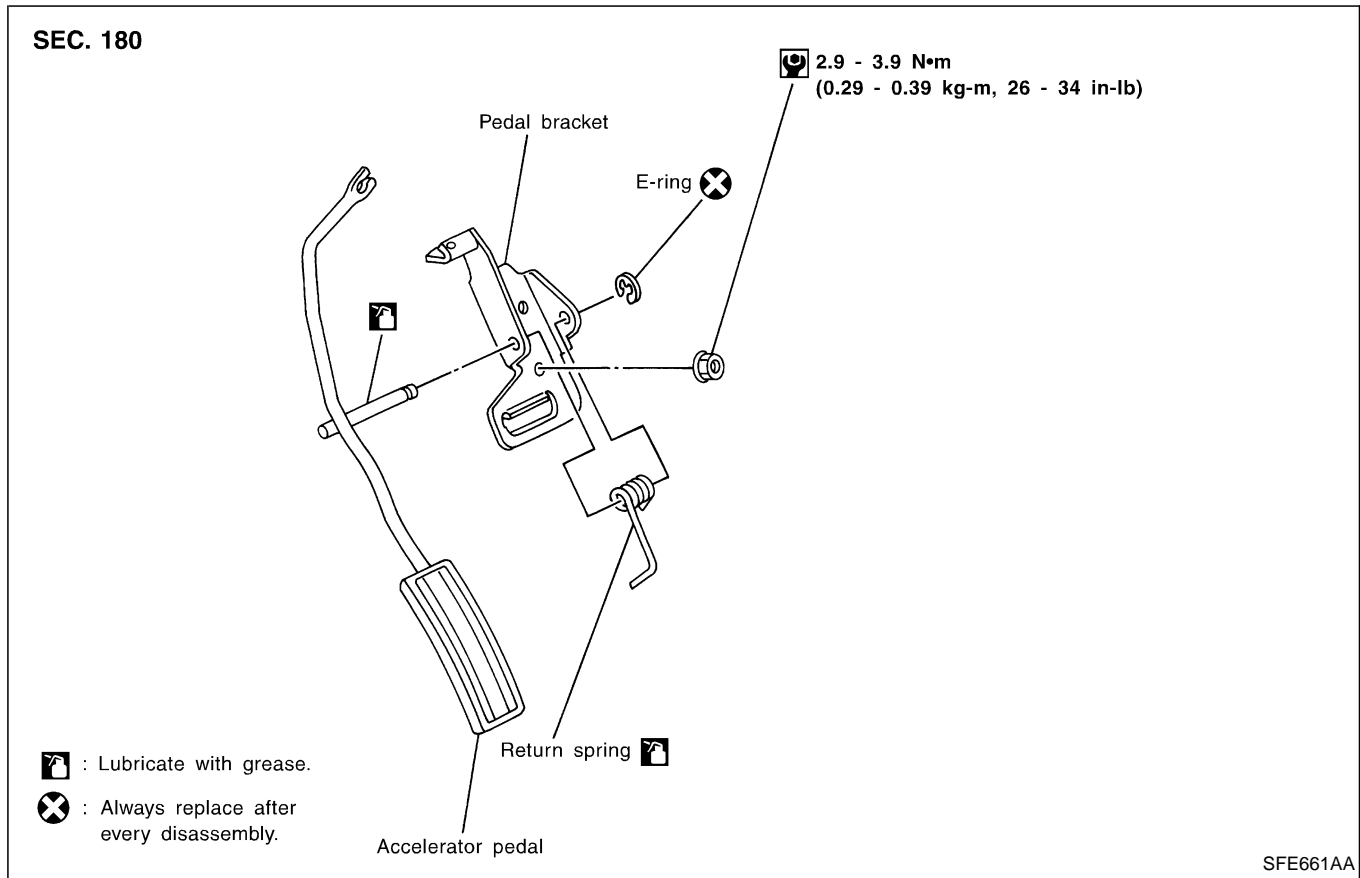 SEC. 180
2.9 - 3.9 N•m
(0.29 - 0.39 kg-m, 26 - 34 in-lb)
Pedal bracket
E-ring
Return spring
: Lubricate with grease.
: Always replace after
every disassembly.
Accelerator pedal
SFE661AA